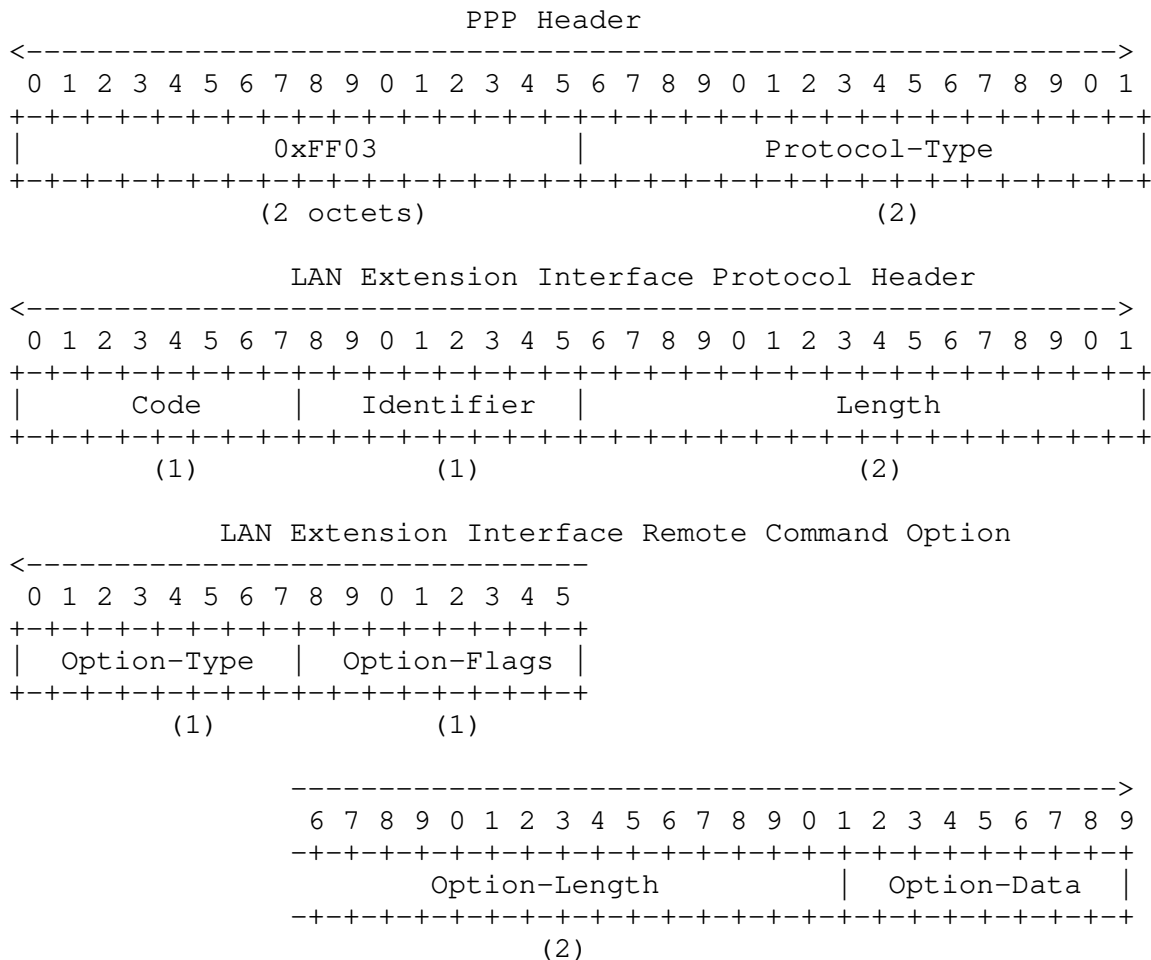 PPP Header
<-------------------------------------------------------------->
 0 1 2 3 4 5 6 7 8 9 0 1 2 3 4 5 6 7 8 9 0 1 2 3 4 5 6 7 8 9 0 1
+-+-+-+-+-+-+-+-+-+-+-+-+-+-+-+-+-+-+-+-+-+-+-+-+-+-+-+-+-+-+-+-+
|              0xFF03           |          Protocol-Type        |
+-+-+-+-+-+-+-+-+-+-+-+-+-+-+-+-+-+-+-+-+-+-+-+-+-+-+-+-+-+-+-+-+
              (2 octets)                         (2)
                LAN Extension Interface Protocol Header
<-------------------------------------------------------------->
 0 1 2 3 4 5 6 7 8 9 0 1 2 3 4 5 6 7 8 9 0 1 2 3 4 5 6 7 8 9 0 1
+-+-+-+-+-+-+-+-+-+-+-+-+-+-+-+-+-+-+-+-+-+-+-+-+-+-+-+-+-+-+-+-+
|      Code     |   Identifier  |              Length           |
+-+-+-+-+-+-+-+-+-+-+-+-+-+-+-+-+-+-+-+-+-+-+-+-+-+-+-+-+-+-+-+-+
        (1)             (1)                     (2)
            LAN Extension Interface Remote Command Option
<--------------------------------
 0 1 2 3 4 5 6 7 8 9 0 1 2 3 4 5
+-+-+-+-+-+-+-+-+-+-+-+-+-+-+-+-+
|  Option-Type  |  Option-Flags |
+-+-+-+-+-+-+-+-+-+-+-+-+-+-+-+-+
         (1)            (1)
                ----------------------------------------------->
                 6 7 8 9 0 1 2 3 4 5 6 7 8 9 0 1 2 3 4 5 6 7 8 9
                -+-+-+-+-+-+-+-+-+-+-+-+-+-+-+-+-+-+-+-+-+-+-+-+
                        Option-Length          |  Option-Data  |
                -+-+-+-+-+-+-+-+-+-+-+-+-+-+-+-+-+-+-+-+-+-+-+-+
                              (2)